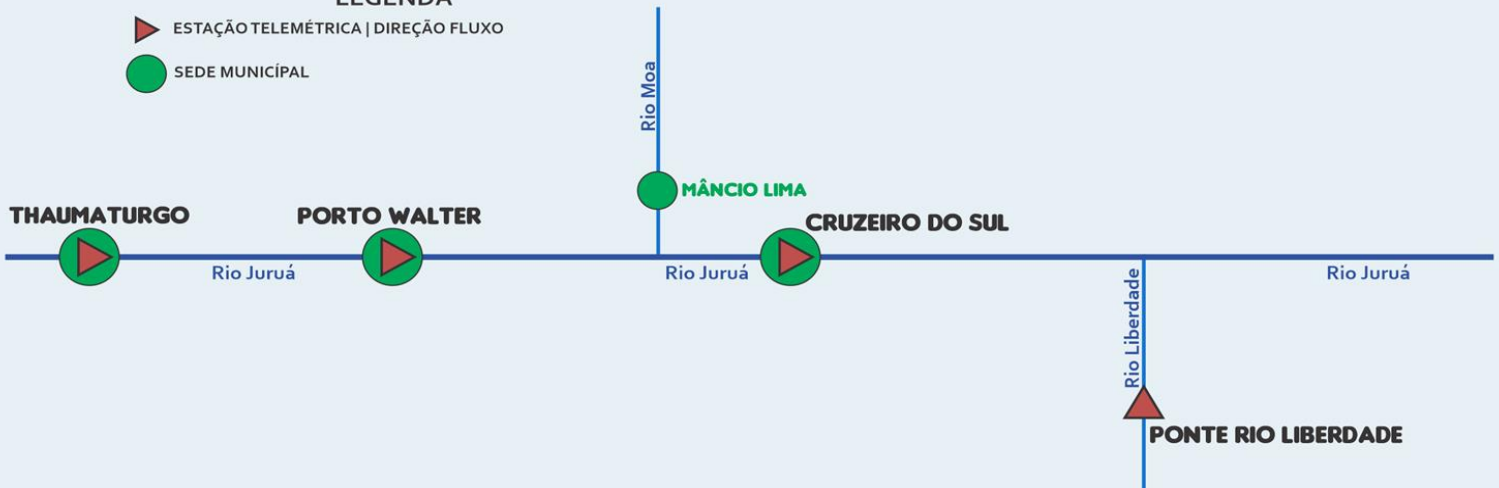 LEGENDA
ESTAÇÃO TELEMÉTRICA | DIREÇÃO FLUXO
SEDE MUNICÍPAL
Rio Moa
MÂNCIO LIMA
THAUMATURGO
PORTO WALTER
CRUZEIRO DO SUL
Rio Juruá
Rio Juruá
Rio Juruá
Rio Liberdade
PONTE RIO LIBERDADE